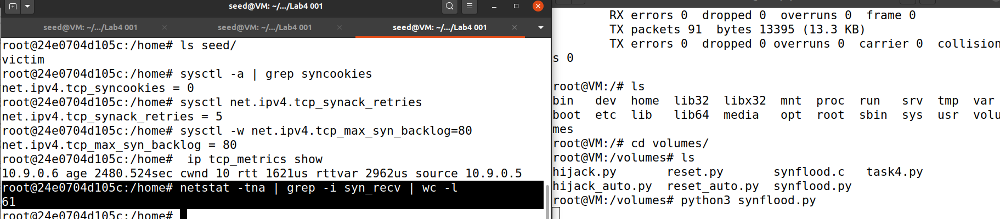 seed@VM: ~/.../Lab4 001
seed@VM: ~/.../Lab4 001
seed@VM: ~/.../Lab4 001
seed@VM: ~/.../Lab4 001
root@24e0704d105c:/home# ls seed/
victim
root@24e0704d105c:/home# sysctl -a | grep syncookies
net.ipv4.tcp_syncookies = 0
root@24e0704d105c:/home# sysctl net.ipv4.tcp_synack_retries
net.ipv4.tcp_synack_retries = 5
root@24e0704d105c:/home# sysctl -w net.ipv4.tcp_max_syn_backlog=80
net.ipv4.tcp_max_syn_backlog = 80
root@24e0704d105c:/home#  ip tcp_metrics show
10.9.0.6 age 2480.524sec cwnd 10 rtt 1621us rttvar 2962us source 10.9.0.5
root@24e0704d105c:/home# netstat -tna | grep -i syn_recv | wc -l
61
root@24e0704d105c:/home#
RX errors 0  dropped 0  overruns 0  frame 0
TX packets 91  bytes 13395 (13.3 KB)
TX errors 0  dropped 0 overruns 0  carrier 0  collision
s 0
root@VM:/# ls
bin   dev  home  lib32  libx32  mnt  proc  run   srv  tmp  var
boot  etc  lib   lib64  media   opt  root  sbin  sys  usr  volu
mes
root@VM:/# cd volumes/
root@VM:/volumes# ls
hijack.py       reset.py       synflood.c   task4.py
hijack_auto.py  reset_auto.py  synflood.py
root@VM:/volumes# python3 synflood.py